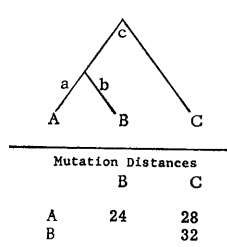 c
a b
A B C
Mutation Distances
B C
A 24 28
B 32